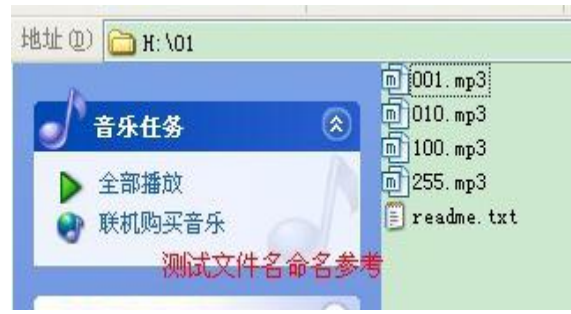 地址(D) H:\01
音乐任务
全部播放
联机购买音乐
测试文件名命名参考
001.mp3
010.mp3
100.mp3
255.mp3
readme.txt